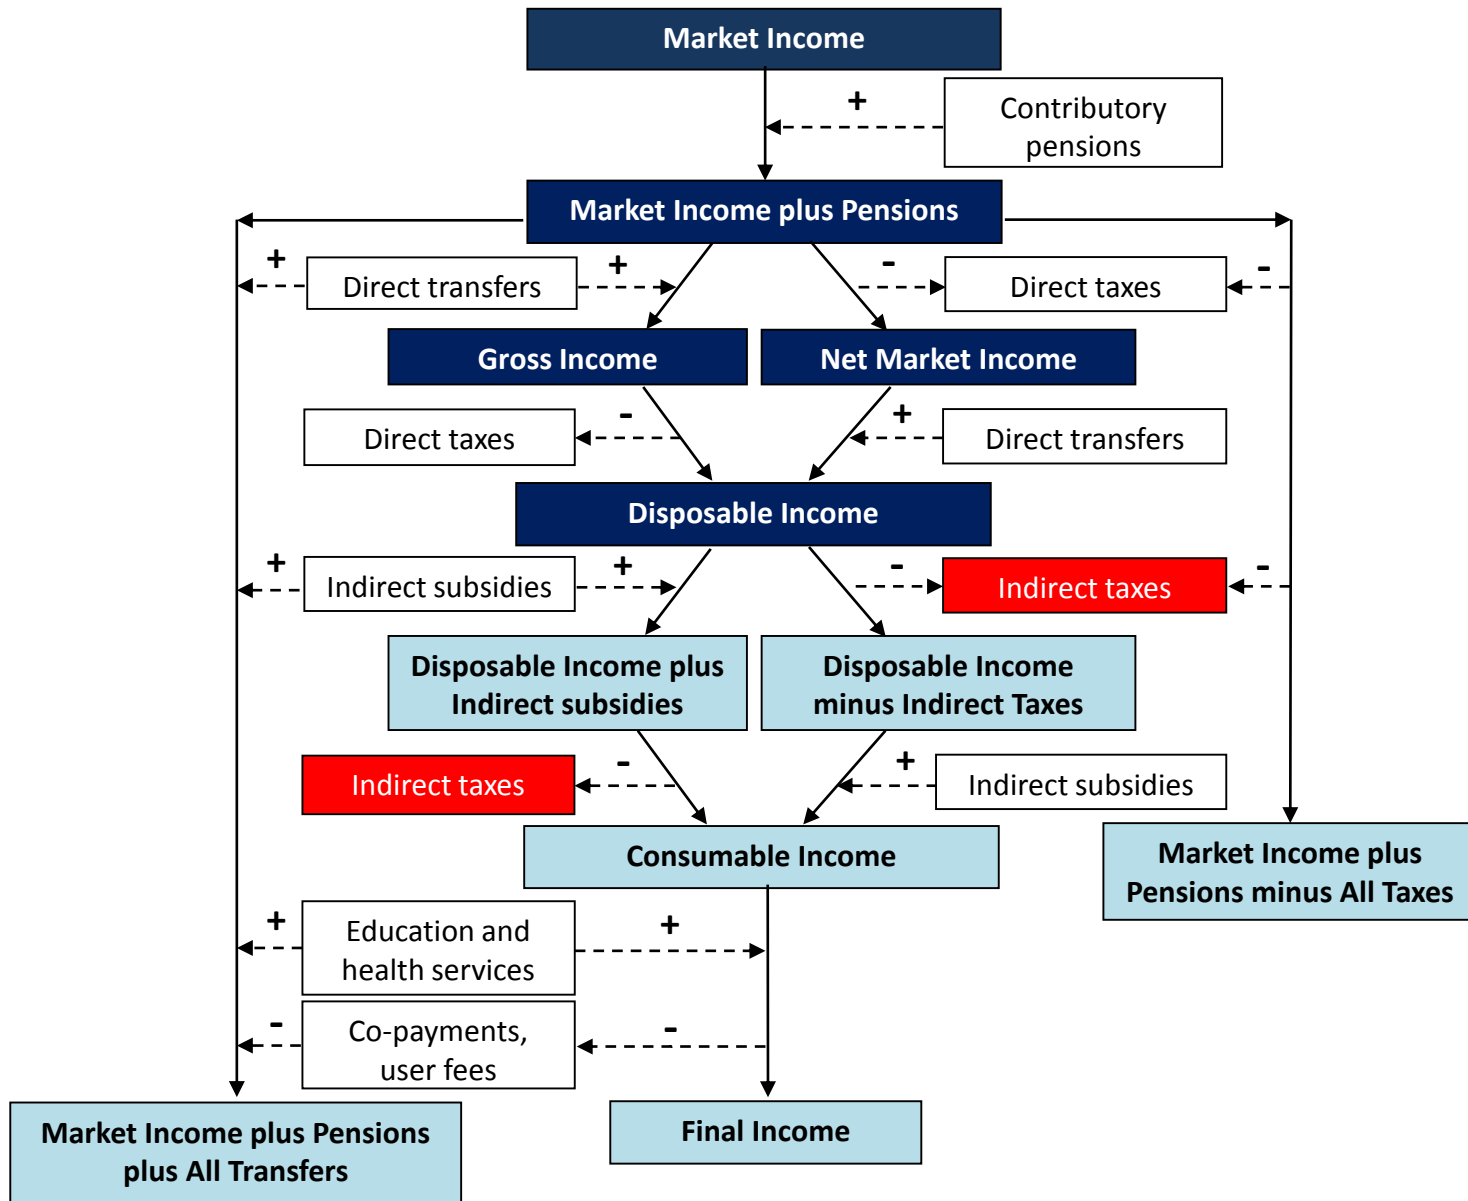 Market Income
+
Contributory
pensions
Market Income plus Pensions
+
Direct transfers
+
-
Direct taxes
-
Gross Income
Net Market Income
Direct taxes
-
+
Direct transfers
Disposable Income
+
Indirect subsidies
+
-
Indirect taxes
-
Disposable Income plus
Indirect subsidies
Disposable Income
minus Indirect Taxes
Indirect taxes
-
+
Indirect subsidies
Consumable Income
Market Income plus
Pensions minus All Taxes
+
Education and
health services
+
-
Co-payments,
user fees
-
Market Income plus Pensions
plus All Transfers
Final Income